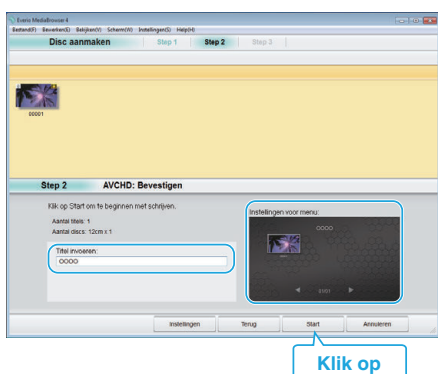 Everio MediaBrowser 4
Bestand(F) Bewerken(E) Bekijken(V) Scherm(W) Instellingen(S) Help(H)
Disc aanmaken Step 1 Step 2 Step 3
00001
Step 2 AVCHD: Bevestigen
Klik op Start om te beginnen met schrijven.
Aantal titels: 1
Aantal discs: 12cm x 1
Titel invoeren:
OOOO
Instellingen voor menu:
OOOO
Instellingen Terug Start Annuleren
Klik op